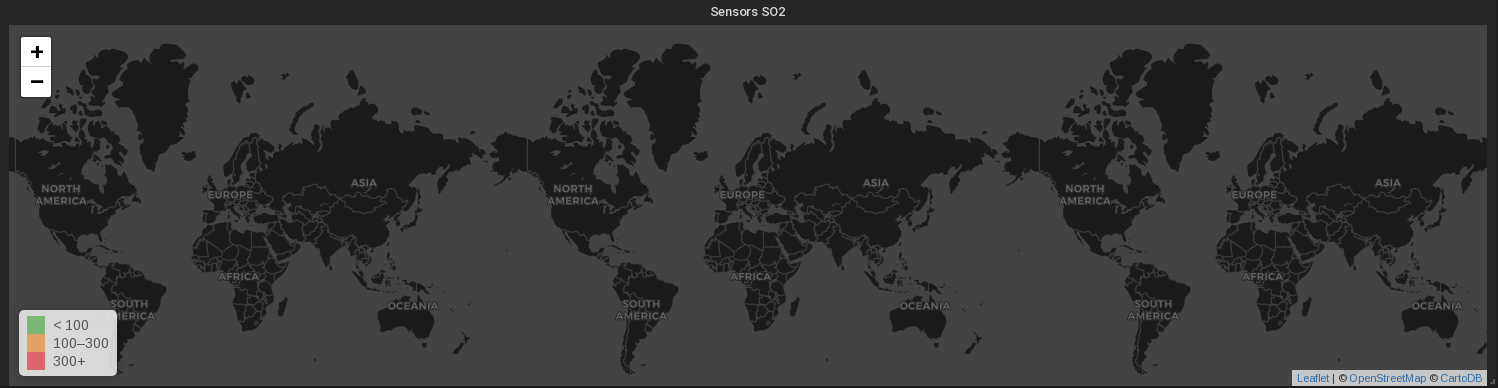 Sensors SO2
+
−
NORTH
AMERICA
EUROPE
ASIA
AFRICA
SOUTH
AMERICA
OCEANIA
NORTH
AMERICA
EUROPE
ASIA
AFRICA
SOUTH
AMERICA
OCEANIA
NORTH
AMERICA
EUROPE
ASIA
AFRICA
SOUTH
AMERICA
OCEANIA
< 100
100–300
300+
Leaflet | © OpenStreetMap © CartoDB